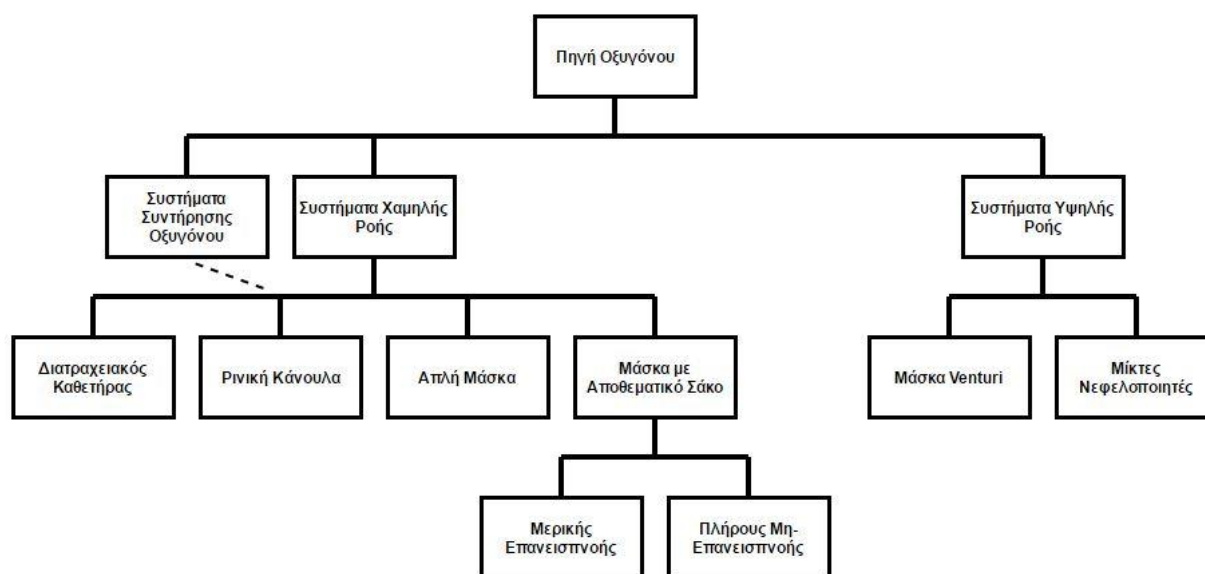 Πηγή Οξυγόνου
Συστήματα
Συντήρησης
Οξυγόνου
Συστήματα Χαμηλής
Ροής
Συστήματα Υψηλής
Ροής
Διατραχειακός
Καθετήρας
Ρινική Κάνουλα
Απλή Μάσκα
Μάσκα με
Αποθεματικό Σάκο
Μάσκα Venturi
Μίκτες
Νεφελοποιητές
Μερικής
Επανεισπνοής
Πλήρους Μη-
Επανεισπνοής